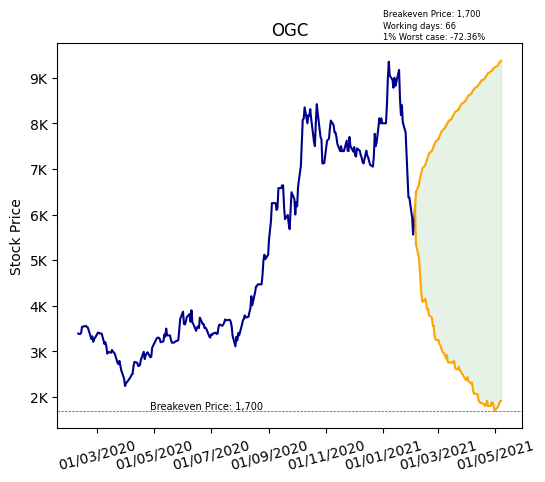 Breakeven Price: 1,700
Working days: 66
1% Worst case: -72.36%
OGC
Stock Price
9K
8K
7K
6K
5K
4K
3K
2K
Breakeven Price: 1,700
01/03/2020
01/05/2020
01/07/2020
01/09/2020
01/11/2020
01/01/2021
01/03/2021
01/05/2021